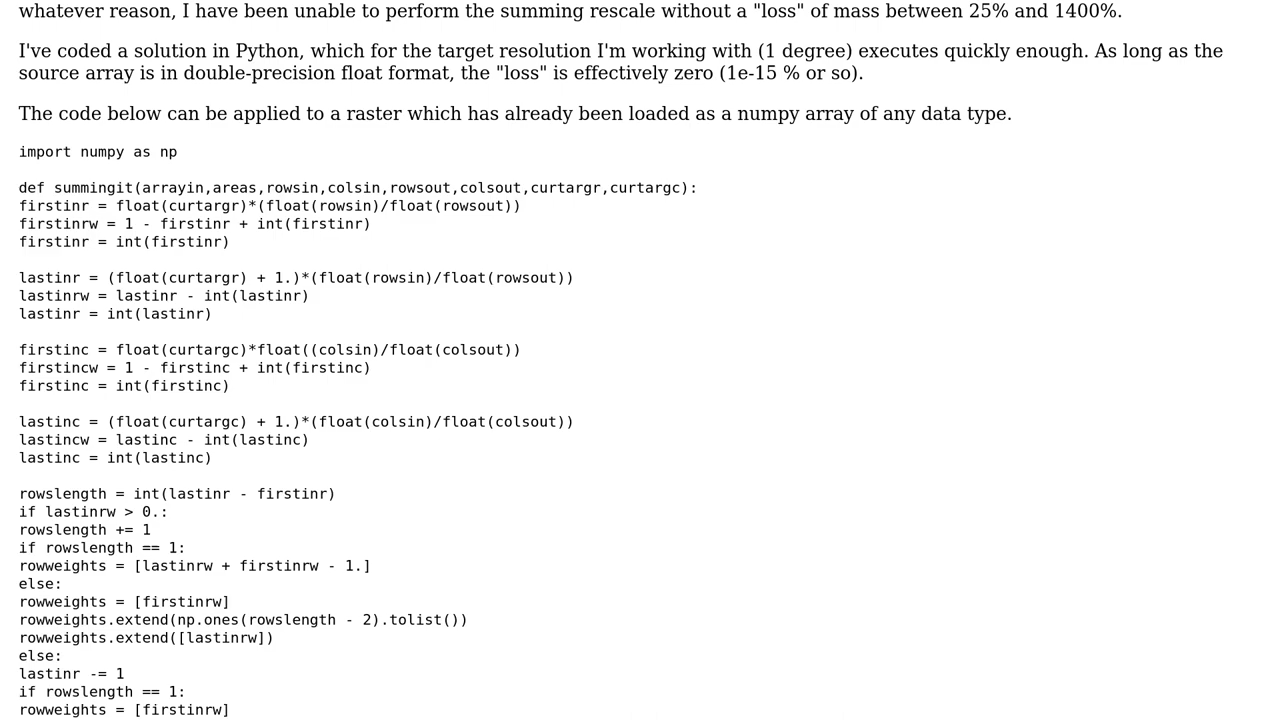 whatever reason, I have been unable to perform the summing rescale without a "loss" of mass between 25% and 1400%.
I've coded a solution in Python, which for the target resolution I'm working with (1 degree) executes quickly enough. As long as the
source array is in double-precision float format, the "loss" is effectively zero (1e-15 % or so).
The code below can be applied to a raster which has already been loaded as a numpy array of any data type.
import numpy as np
def summingit(arrayin,areas,rowsin,colsin,rowsout,colsout,curtargr,curtargc):
firstinr = float(curtargr)*(float(rowsin)/float(rowsout))
firstinrw = 1 - firstinr + int(firstinr)
firstinr = int(firstinr)
lastinr = (float(curtargr) + 1.)*(float(rowsin)/float(rowsout))
lastinrw = lastinr - int(lastinr)
lastinr = int(lastinr)
firstinc = float(curtargc)*float((colsin)/float(colsout))
firstincw = 1 - firstinc + int(firstinc)
firstinc = int(firstinc)
lastinc = (float(curtargc) + 1.)*(float(colsin)/float(colsout))
lastincw = lastinc - int(lastinc)
lastinc = int(lastinc)
rowslength = int(lastinr - firstinr)
if lastinrw > 0.:
rowslength += 1
if rowslength == 1:
rowweights = [lastinrw + firstinrw - 1.]
else:
rowweights = [firstinrw]
rowweights.extend(np.ones(rowslength - 2).tolist())
rowweights.extend([lastinrw])
else:
lastinr -= 1
if rowslength == 1:
rowweights = [firstinrw]